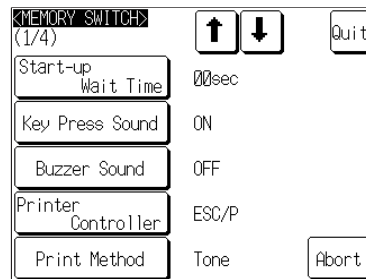 <MEMORY SWITCH>
(1/4)
↑ ↓ Quit
Start-up
Wait Time 00sec
Key Press Sound ON
Buzzer Sound OFF
Printer
Controller ESC/P
Print Method Tone Abort